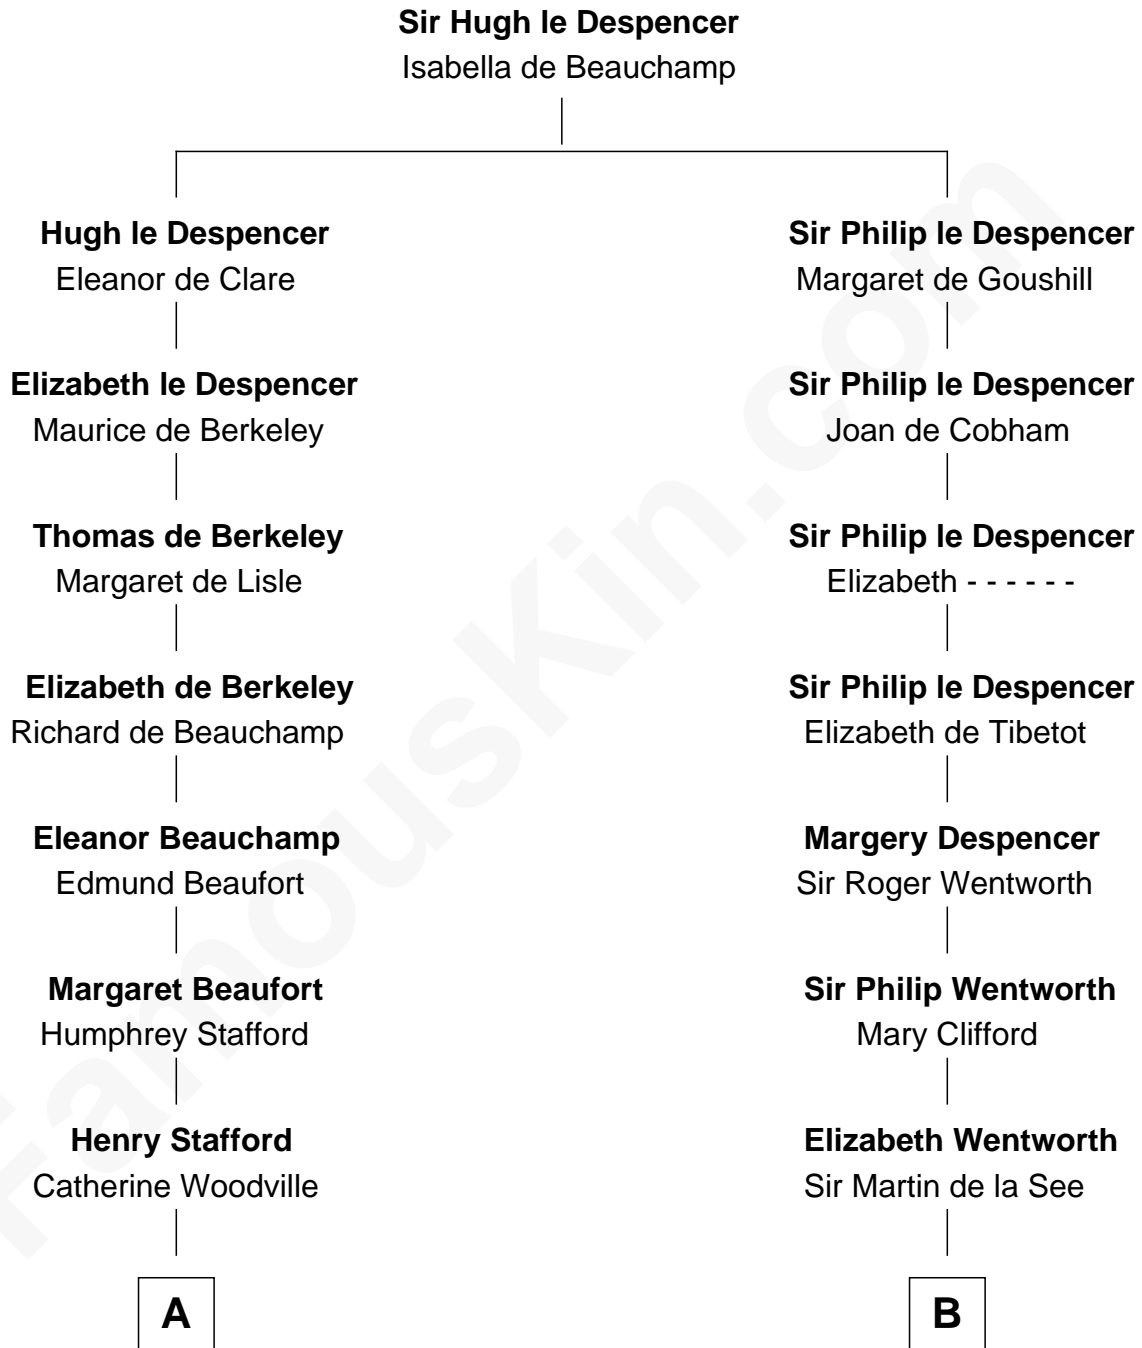 Sir Hugh le Despencer
Isabella de Beauchamp
Hugh le Despencer
Eleanor de Clare
Sir Philip le Despencer
Margaret de Goushill
Elizabeth le Despencer
Maurice de Berkeley
Sir Philip le Despencer
Joan de Cobham
Thomas de Berkeley
Margaret de Lisle
Sir Philip le Despencer
Elizabeth - - - - - -
Elizabeth de Berkeley
Richard de Beauchamp
Sir Philip le Despencer
Elizabeth de Tibetot
Eleanor Beauchamp
Edmund Beaufort
Margery Despencer
Sir Roger Wentworth
Margaret Beaufort
Humphrey Stafford
Sir Philip Wentworth
Mary Clifford
Henry Stafford
Catherine Woodville
Elizabeth Wentworth
Sir Martin de la See
A
B
FamousKin.com